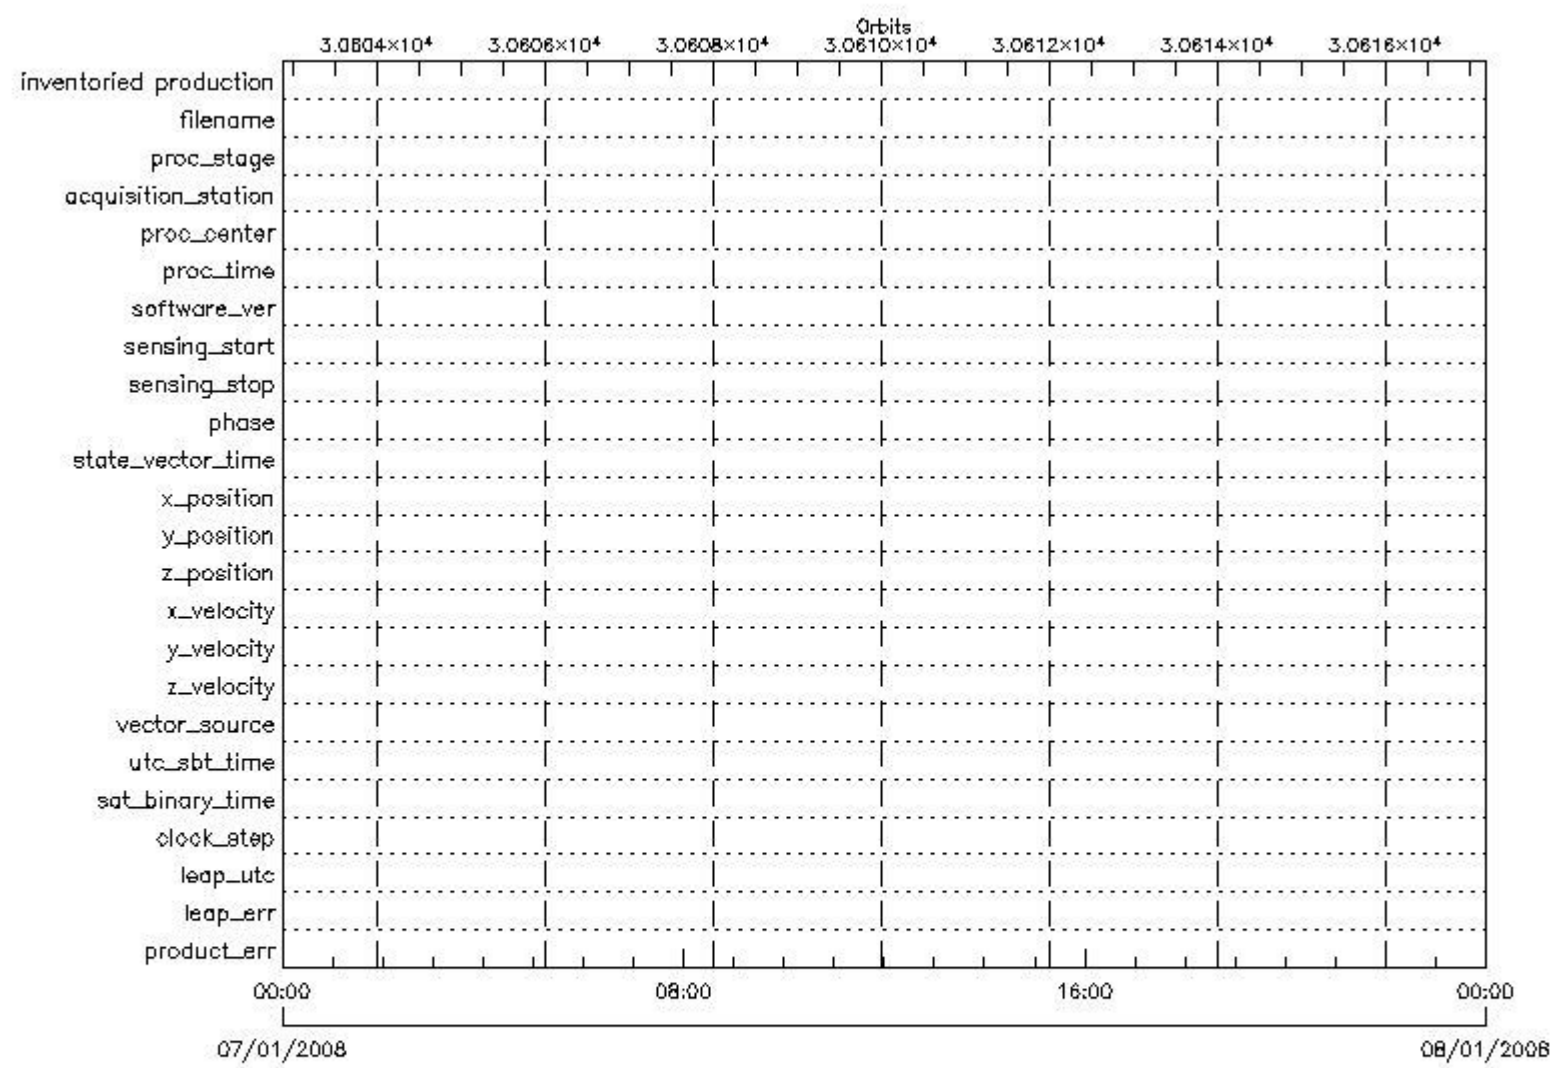 Orbits
3.0604×10⁴ 3.0606×10⁴ 3.0608×10⁴ 3.0610×10⁴ 3.0612×10⁴ 3.0614×10⁴ 3.0616×10⁴
inventoried production
filename
proc_stage
acquisition_station
proc_center
proc_time
software_ver
sensing_start
sensing_stop
phase
state_vector_time
x_position
y_position
z_position
x_velocity
y_velocity
z_velocity
vector_source
utc_sbt_time
sat_binary_time
clock_step
leap_utc
leap_err
product_err
00:00 08:00 16:00 00:00
07/01/2008 08/01/2008